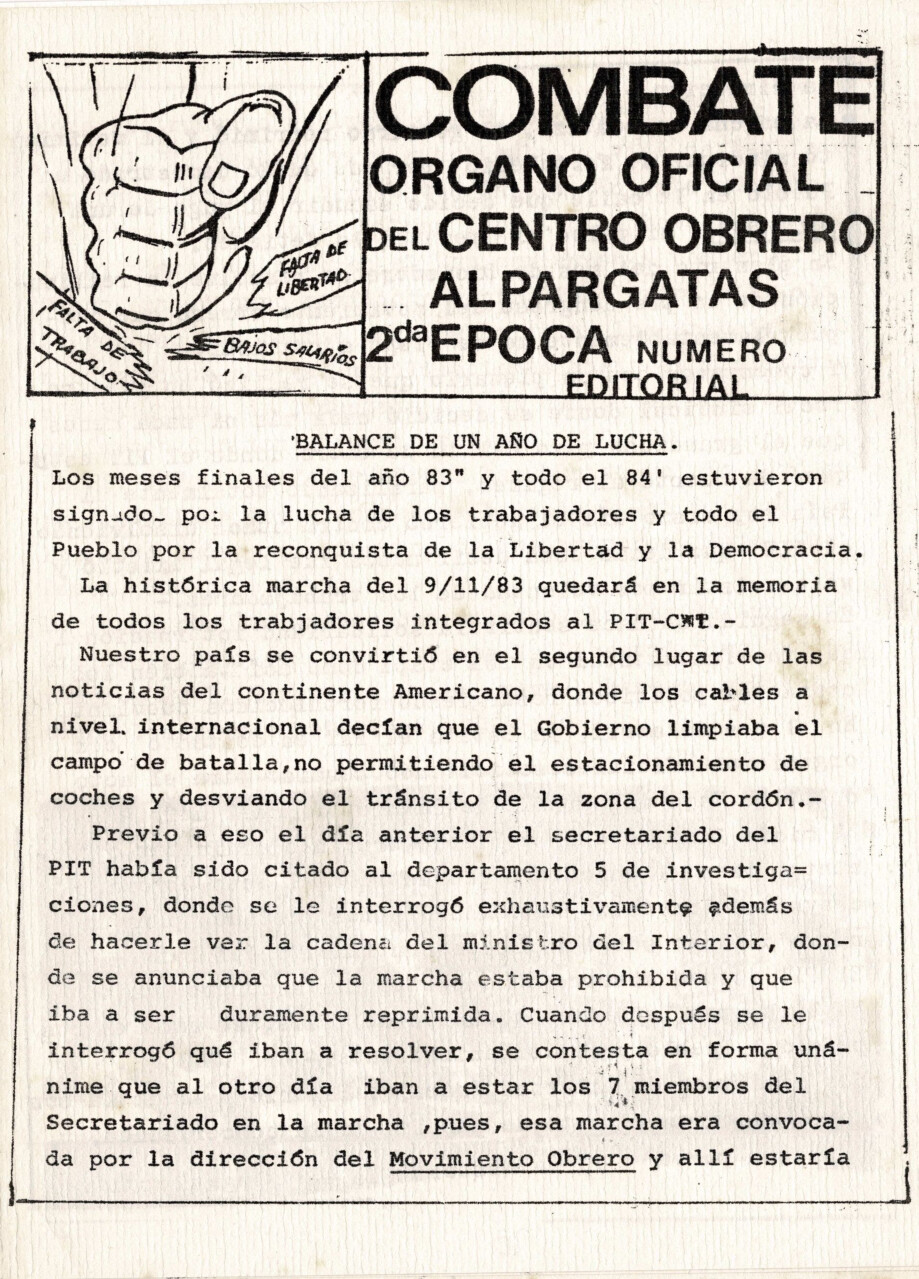 FALTA DE
LIBERTAD
FALTA DE
TRABAJO
BAJOS SALARIOS
COMBATE
ORGANO OFICIAL
DEL CENTRO OBRERO
ALPARGATAS
2da EPOCA NUMERO
EDITORIAL
'BALANCE DE UN AÑO DE LUCHA.
Los meses finales del año 83" y todo el 84' estuvieron
por la lucha de los trabajadores y todo el
Pueblo por la reconquista de la Libertad y la Democracia.
La histórica marcha del 9/11/83 quedará en la memoria
de todos los trbajadores integrados al
Nuestro país se convirtió en el segundo lugar de las
noticias del continente Americano, donde los cables a
nivel internacional decían que el Gobierno limpiaba el
campo de batalla,no permitiendo el estacionamiento de
coches y desviando el tránsito de la zona del cordón.-
Previo a eso el día anterior el secretariado del
PIT había sido citado al departamento 5 de investiga=
ciones, donde se le interrogó exhaustivamente además
de hacerle ver la cadena del ministro del Interior, don-
de se anunciaba que la marcha estaba prohibida y que
iba a ser duramente reprimida. Cuando después se le
interrogó qué iban a resolver, se contesta en forma uná-
nime que al otro día iban a estar los 7 miembros del
Secretariado en la marcha ,pues, esa marcha era convoca-
da por la dirección del Movimiento Obrero y allí estaría